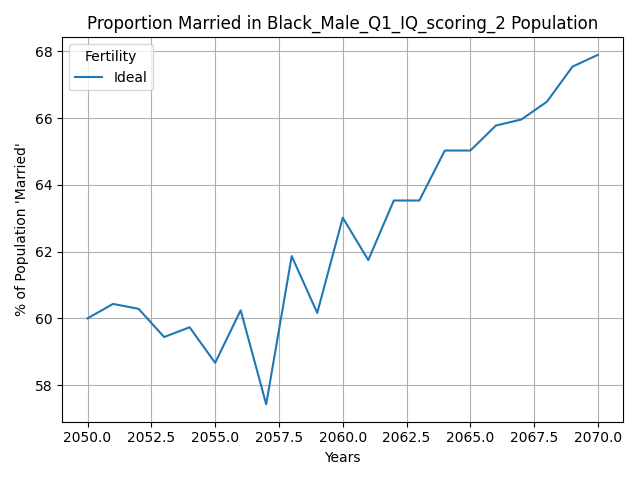 Proportion Married in Black_Male_Q1_IQ_scoring_2 Population
Fertility
Ideal
% of Population 'Married'
68
66
64
62
60
58
2050.0 2052.5 2055.0 2057.5 2060.0 2062.5 2065.0 2067.5 2070.0
Years